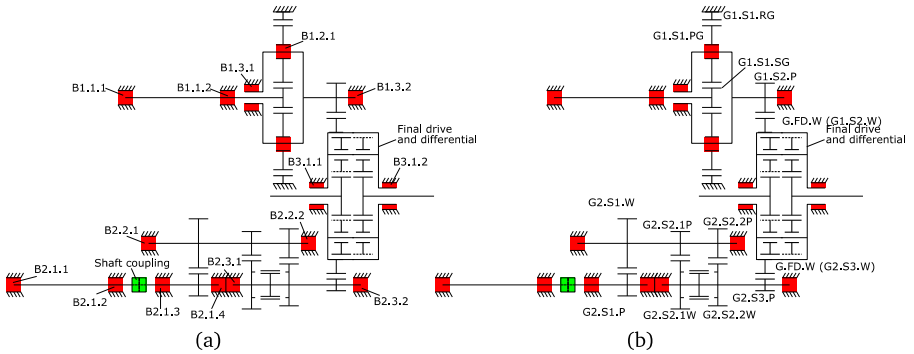 B1.2.1
B1.3.1
B1.1.1
B1.1.2
B1.3.2
Final drive
and differential
B3.1.1
B3.1.2
B2.2.1
B2.2.2
Shaft coupling
B2.3.1
B2.1.1
B2.1.2
B2.1.3
B2.1.4
B2.3.2
(a)
G1.S1.RG
G1.S1.PG
G1.S1.SG
G1.S2.P
G.FD.W (G1.S2.W)
Final drive
and differential
G2.S1.W
G2.S2.1P
G2.S2.2P
G.FD.W (G2.S3.W)
G2.S3.P
G2.S1.P
G2.S2.1W
G2.S2.2W
(b)